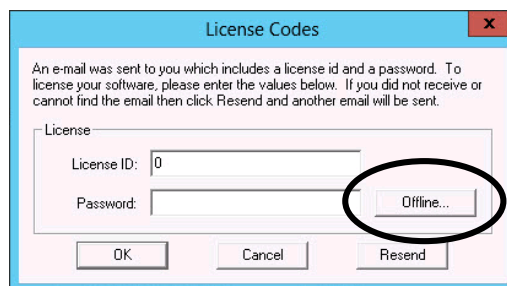 License Codes
x
An e-mail was sent to you which includes a license id and a password. To
license your software, please enter the values below. If you did not receive or
cannot find the email then click Resend and another email will be sent.
License
License ID: 0
Password:
Offline...
OK Cancel Resend